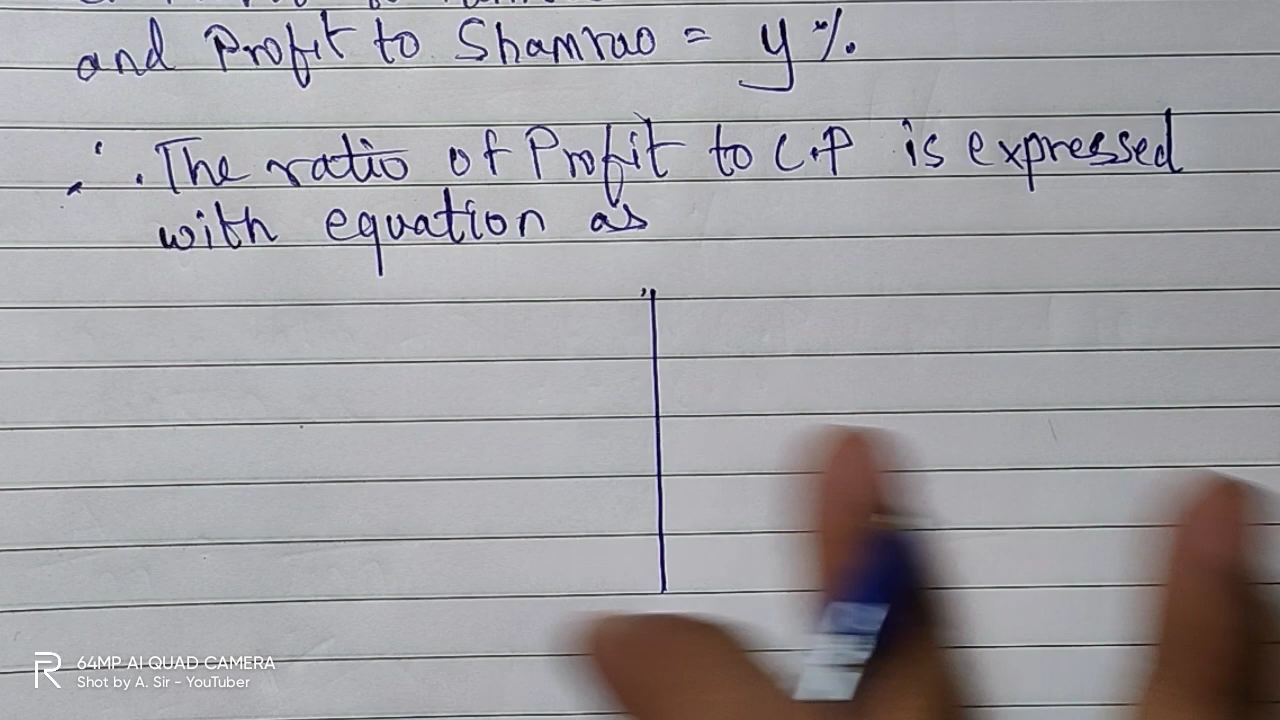 and Profit to Shamrao = y %.
∴ The ratio of Profit to C.P is expressed
with equation as
64MP AI QUAD CAMERA
Shot by A. Sir - YouTuber